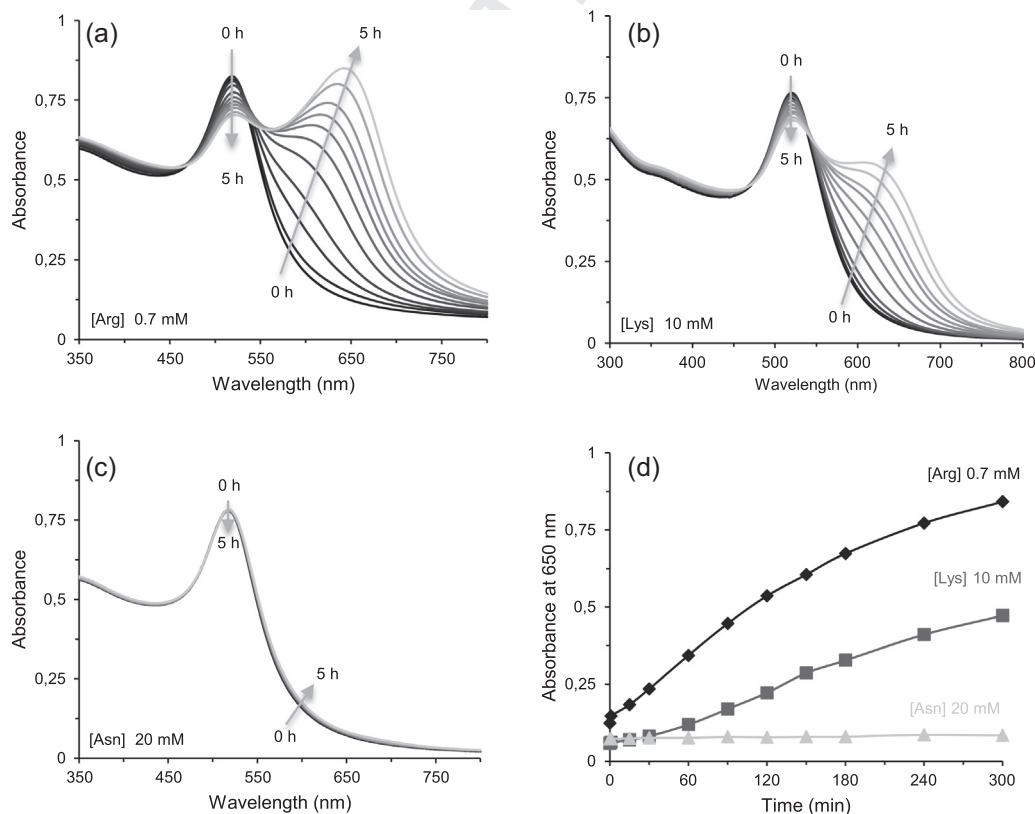 (a)
0 h
5 h
5 h
0 h
[Arg] 0.7 mM
Absorbance
1
0,75
0,5
0,25
0
350 450 550 650 750
Wavelength (nm)
(b)
0 h
5 h
5 h
0 h
[Lys] 10 mM
Absorbance
1
0,75
0,5
0,25
0
300 400 500 600 700 800
Wavelength (nm)
(c)
0 h
5 h
5 h
0 h
[Asn] 20 mM
Absorbance
1
0,75
0,5
0,25
0
350 450 550 650 750
Wavelength (nm)
(d)
[Arg] 0.7 mM
[Lys] 10 mM
[Asn] 20 mM
Absorbance at 650 nm
1
0,75
0,5
0,25
0
0 60 120 180 240 300
Time (min)